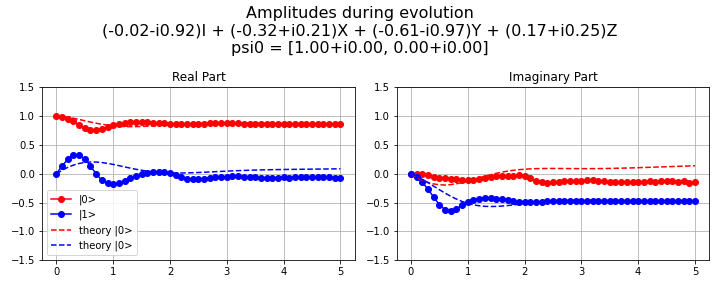 Amplitudes during evolution
(-0.02-i0.92)I + (-0.32+i0.21)X + (-0.61-i0.97)Y + (0.17+i0.25)Z
psi0 = [1.00+i0.00, 0.00+i0.00]
Real Part
1.5
1.0
0.5
0.0
-0.5
-1.0
-1.5
0 1 2 3 4 5
|0>
|1>
theory |0>
theory |0>
Imaginary Part
1.5
1.0
0.5
0.0
-0.5
-1.0
-1.5
0 1 2 3 4 5